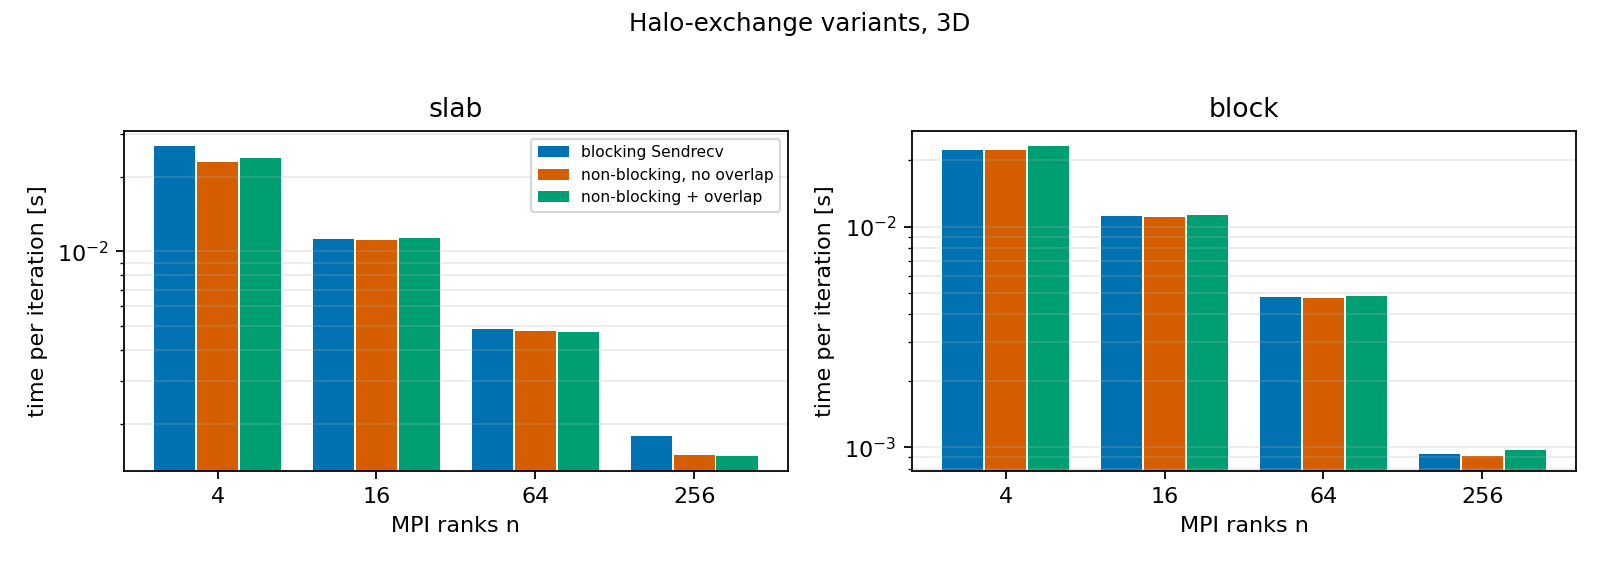 Halo-exchange variants, 3D
slab
time per iteration [s]
10⁻²
blocking Sendrecv
non-blocking, no overlap
non-blocking + overlap
4 16 64 256
MPI ranks n
block
time per iteration [s]
10⁻²
10⁻³
4 16 64 256
MPI ranks n